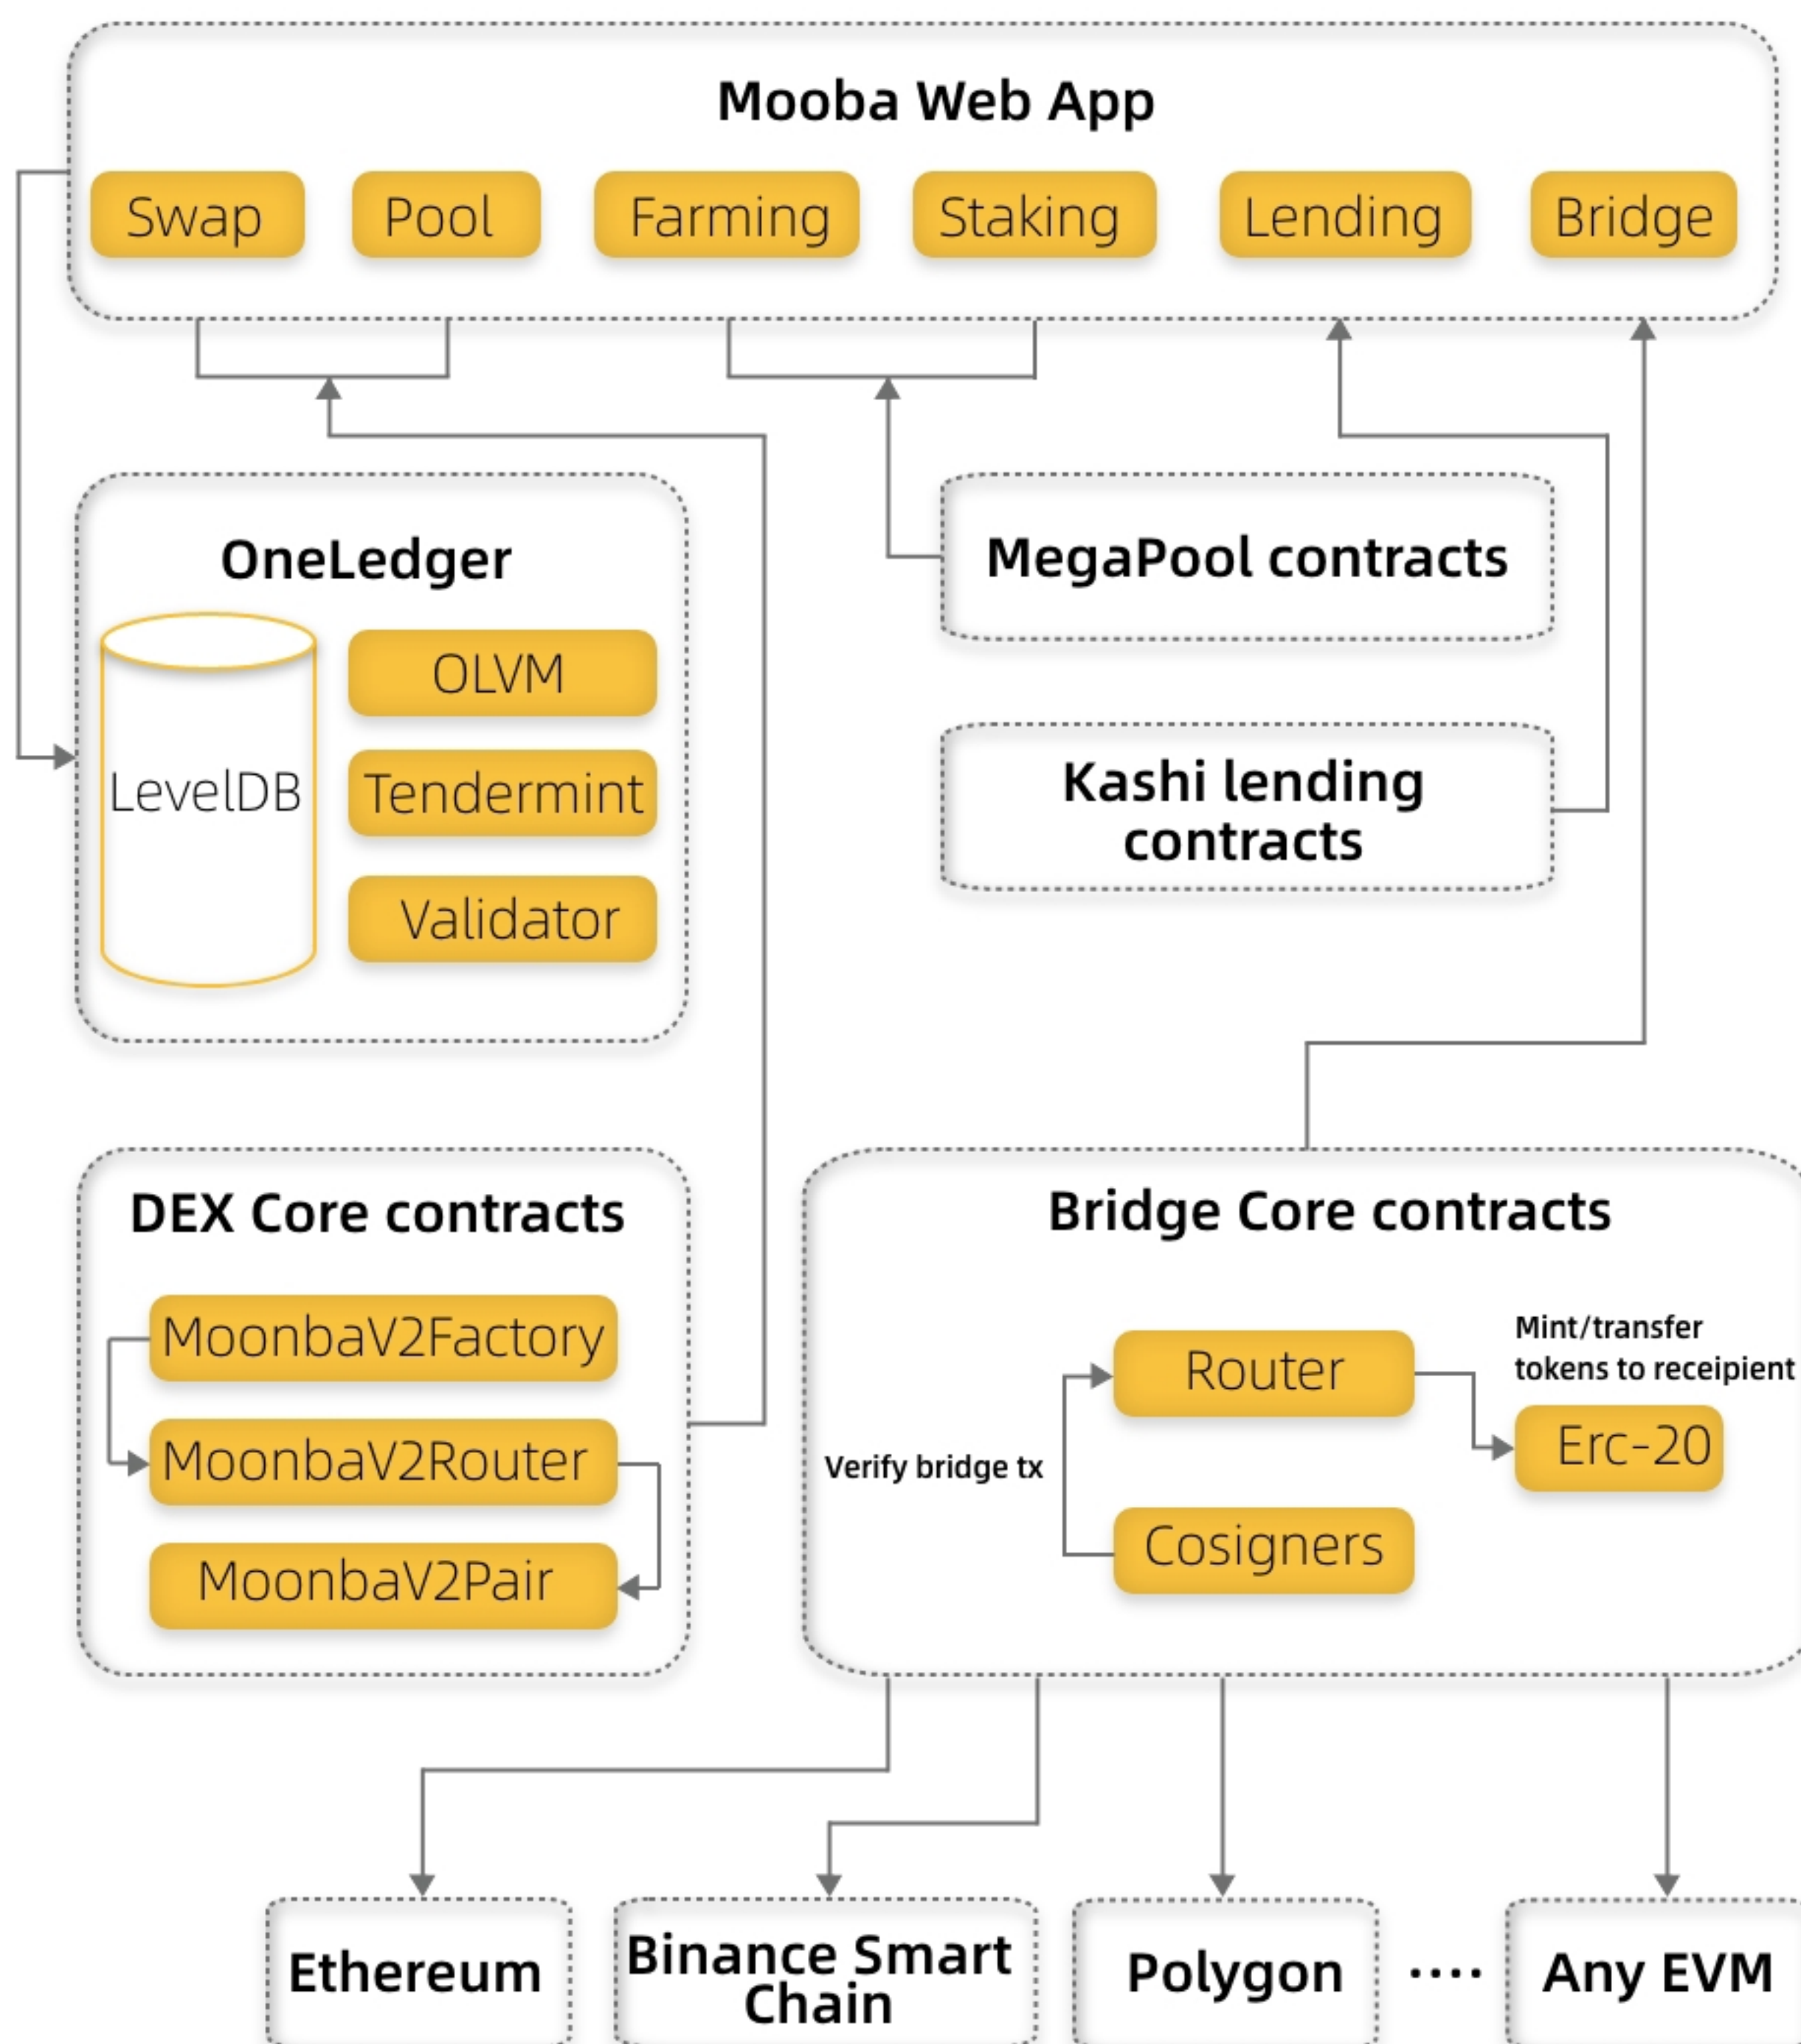 Mooba Web App
Swap
Pool
Farming
Staking
Lending
Bridge
OneLedger
LevelDB
OLVM
Tendermint
Validator
MegaPool contracts
Kashi lending
contracts
DEX Core contracts
MoonbaV2Factory
MoonbaV2Router
MoonbaV2Pair
Bridge Core contracts
Verify bridge tx
Router
Cosigners
Mint/transfer
tokens to receipient
Erc-20
Ethereum
Binance Smart
Chain
Polygon
····
Any EVM